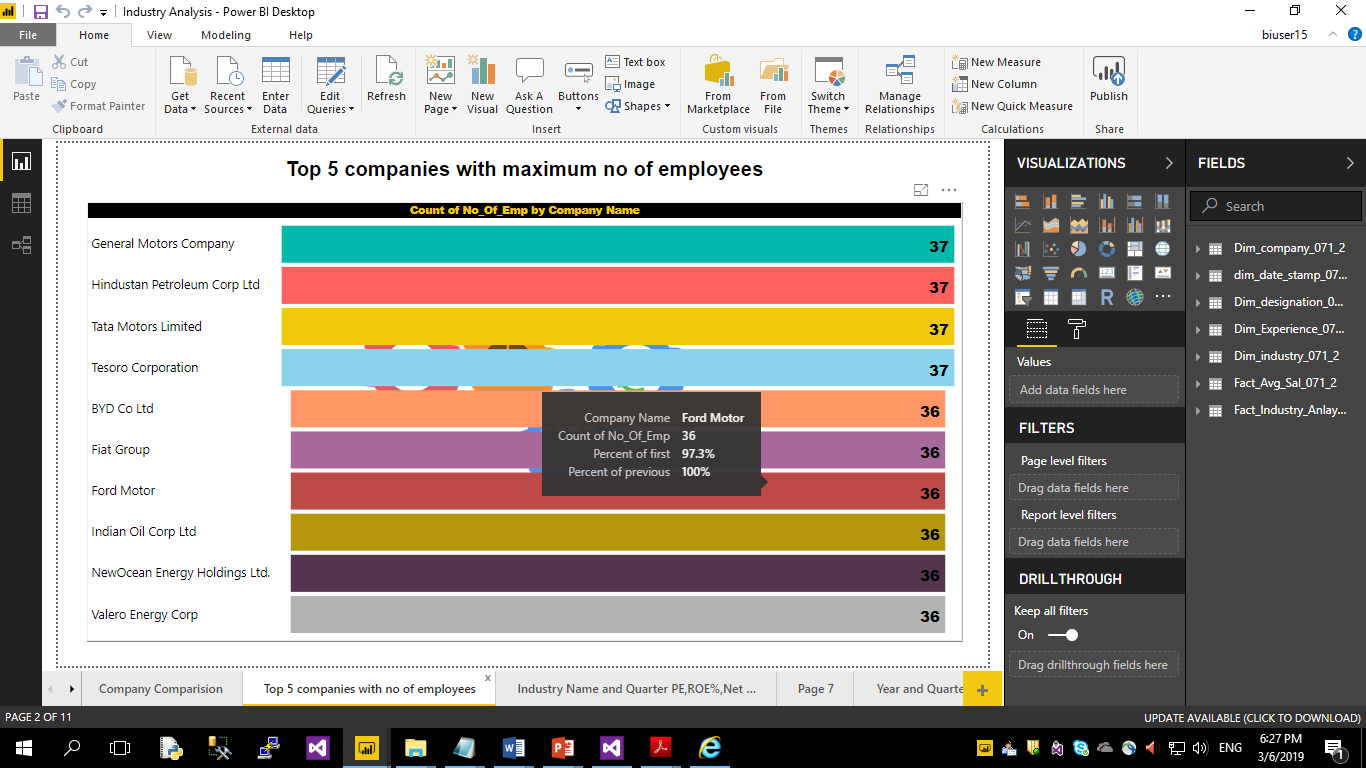 Industry Analysis - Power BI Desktop
File Home View Modeling Help biuser15
Paste
Cut
Copy
Format Painter
Clipboard
Get Data
Recent Sources
Enter Data
Edit Queries
Refresh
External data
New Page
New Visual
Ask A Question
Buttons
Text box
Image
Shapes
Insert
From Marketplace
From File
Custom visuals
Switch Theme
Themes
Manage Relationships
Relationships
New Measure
New Column
New Quick Measure
Calculations
Publish
Share
Top 5 companies with maximum no of employees
Count of No_Of_Emp by Company Name
General Motors Company 37
Hindustan Petroleum Corp Ltd 37
Tata Motors Limited 37
Tesoro Corporation 37
BYD Co Ltd 36
Fiat Group 36
Ford Motor 36
Indian Oil Corp Ltd 36
NewOcean Energy Holdings Ltd. 36
Valero Energy Corp 36
Company Name Ford Motor
Count of No_Of_Emp 36
Percent of first 97.3%
Percent of previous 100%
VISUALIZATIONS
R
Values
Add data fields here
FILTERS
Page level filters
Drag data fields here
Report level filters
Drag data fields here
DRILLTHROUGH
Keep all filters
On
Drag drillthrough fields here
FIELDS
Search
Dim_company_071_2
dim_date_stamp_07...
Dim_designation_0...
Dim_Experience_07...
Dim_industry_071_2
Fact_Avg_Sal_071_2
Fact_Industry_Anlay...
Company Comparision
Top 5 companies with no of employees x
Industry Name and Quarter PE,ROE%,Net ...
Page 7
Year and Quarte
+
PAGE 2 OF 11
UPDATE AVAILABLE (CLICK TO DOWNLOAD)
ENG
6:27 PM
3/6/2019
1